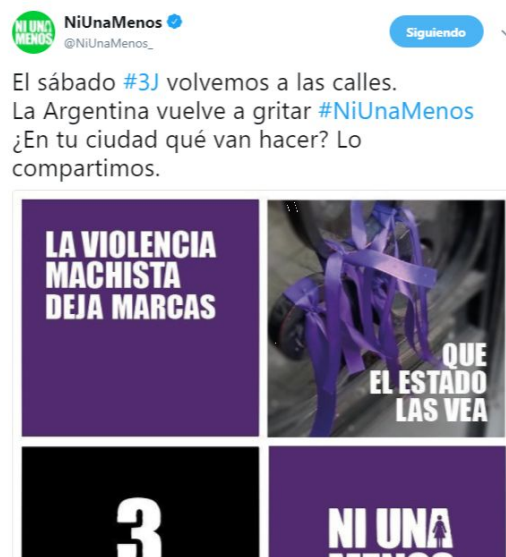 NI UNA
MENOS
NiUnaMenos
@NiUnaMenos_
Siguiendo
El sábado #3J volvemos a las calles.
La Argentina vuelve a gritar #NiUnaMenos
¿En tu ciudad qué van hacer? Lo
compartimos.
LA VIOLENCIA
MACHISTA
DEJA MARCAS
QUE
EL ESTADO
LAS VEA
3
NI UNA
MENOS